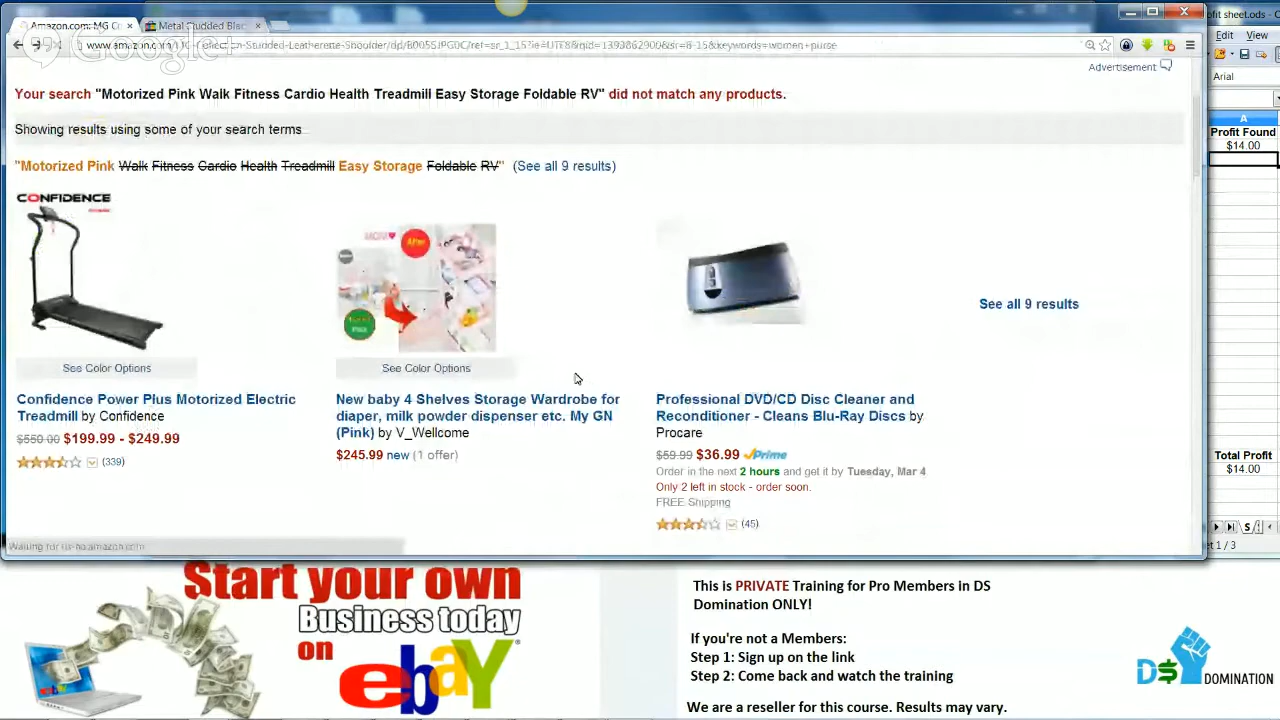 Amazon.com: MG Co
Metal Studded Blac
ofit sheet.ods
Edit View
Google+
Advertisement
Arial
Your search "Motorized Pink Walk Fitness Cardio Health Treadmill Easy Storage Foldable RV" did not match any products.
A
Profit Found
Showing results using some of your search terms
$14.00
"Motorized Pink Walk Fitness Cardio Health Treadmill Easy Storage Foldable RV" (See all 9 results)
CONFIDENCE
See all 9 results
See Color Options
See Color Options
Confidence Power Plus Motorized Electric
Treadmill by Confidence
$550.00 $199.99 - $249.99
(339)
New baby 4 Shelves Storage Wardrobe for
diaper, milk powder dispenser etc. My GN
(Pink) by V_Wellcome
$245.99 new (1 offer)
Professional DVD/CD Disc Cleaner and
Reconditioner - Cleans Blu-Ray Discs by
Procare
$59.99 $36.99 Prime
Order in the next 2 hours and get it by Tuesday, Mar 4
Only 2 left in stock - order soon.
FREE Shipping
(45)
Total Profit
$14.00
et 1 / 3
Start your own
Business today
on ebay
This is PRIVATE Training for Pro Members in DS
Domination ONLY!
If you're not a Members:
Step 1: Sign up on the link
Step 2: Come back and watch the training
We are a reseller for this course. Results may vary.
D$ DOMINATION